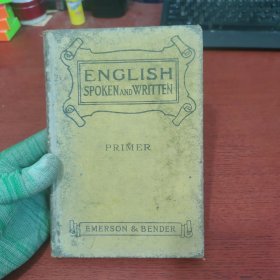 ENGLISH
SPOKEN AND WRITTEN
PRIMER
EMERSON & BENDER